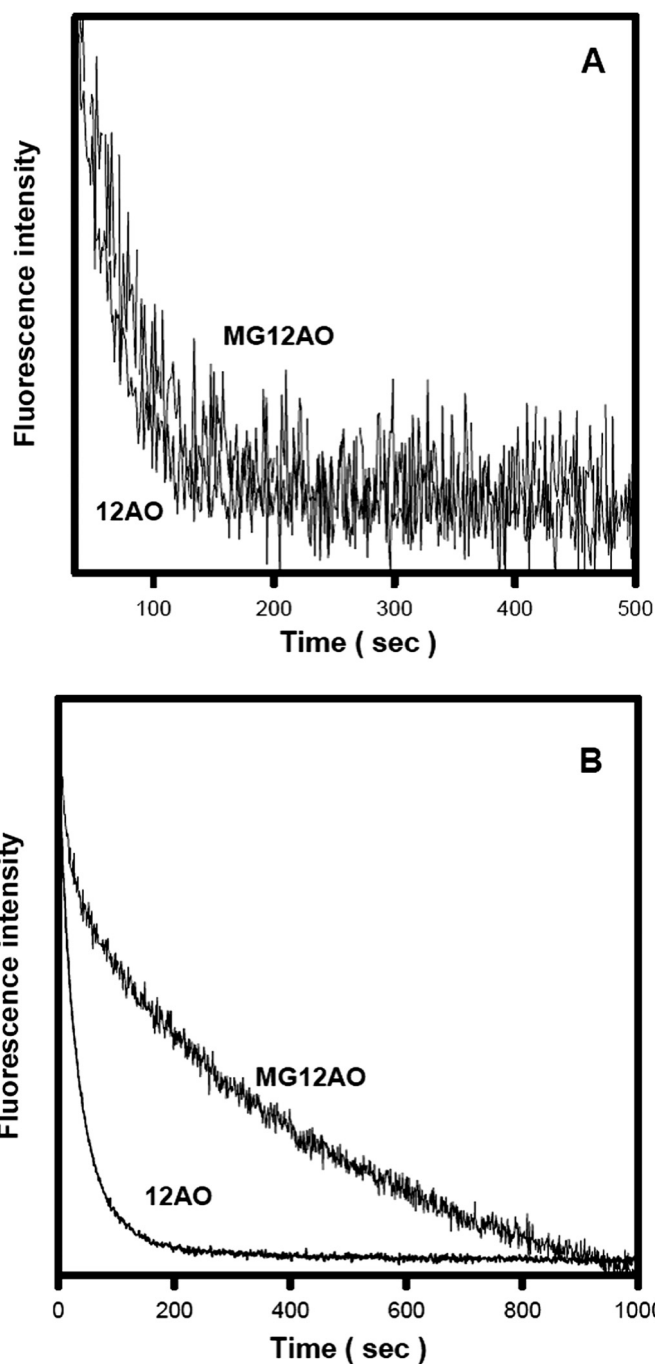 A
Fluorescence intensity
MG12AO
12AO
100 200 300 400 500
Time ( sec )
B
Fluorescence intensity
MG12AO
12AO
0 200 400 600 800 1000
Time ( sec )